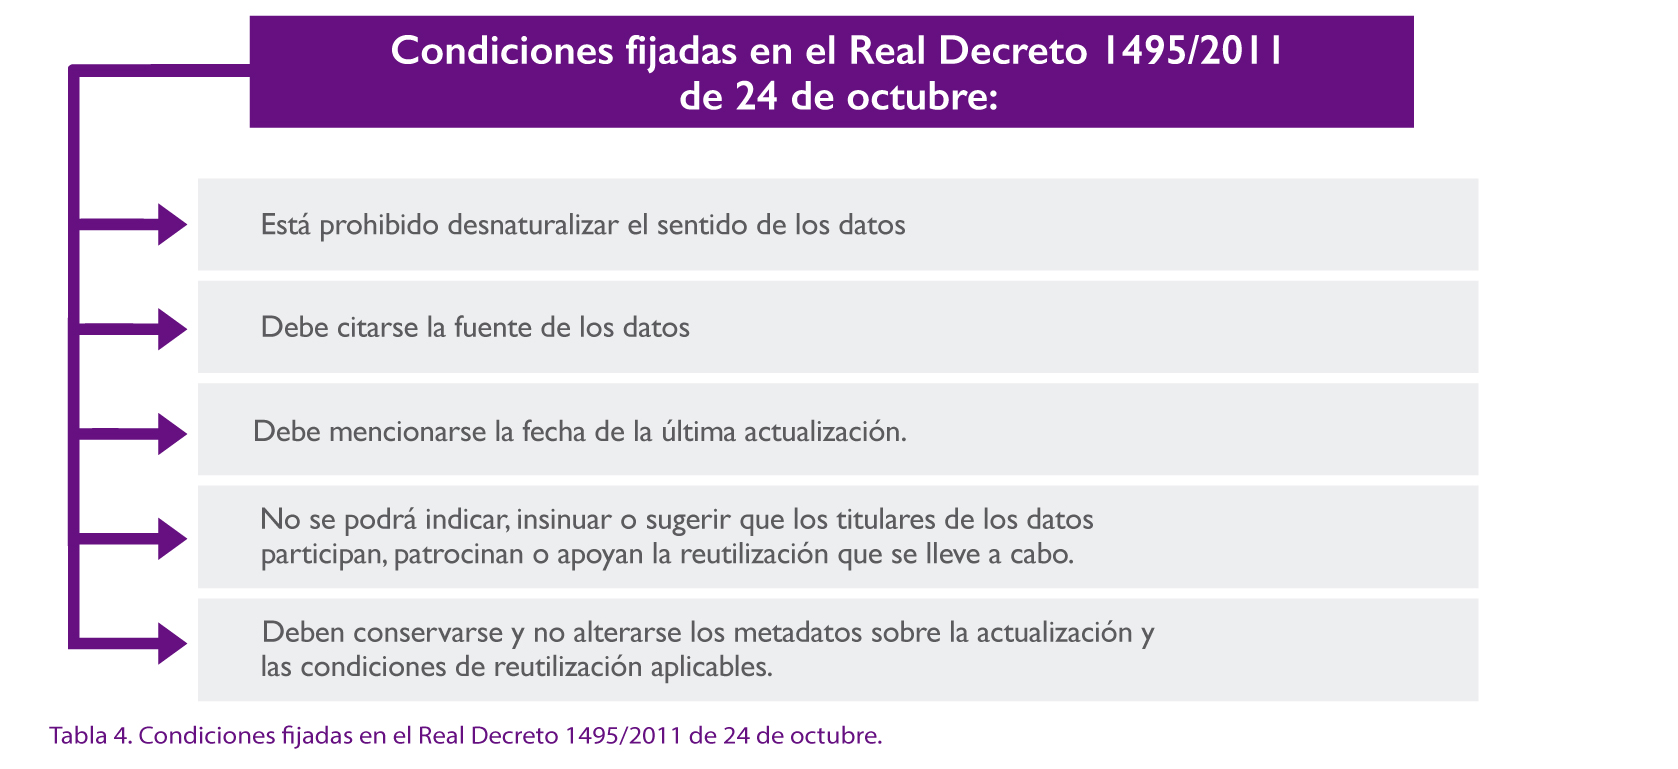 Condiciones fijadas en el Real Decreto 1495/2011
de 24 de octubre:
Está prohibido desnaturalizar el sentido de los datos
Debe citarse la fuente de los datos
Debe mencionarse la fecha de la última actualización.
No se podrá indicar, insinuar o sugerir que los titulares de los datos
participan, patrocinan o apoyan la reutilización que se lleve a cabo.
Deben conservarse y no alterarse los metadatos sobre la actualización y
las condiciones de reutilización aplicables.
Tabla 4. Condiciones fijadas en el Real Decreto 1495/2011 de 24 de octubre.